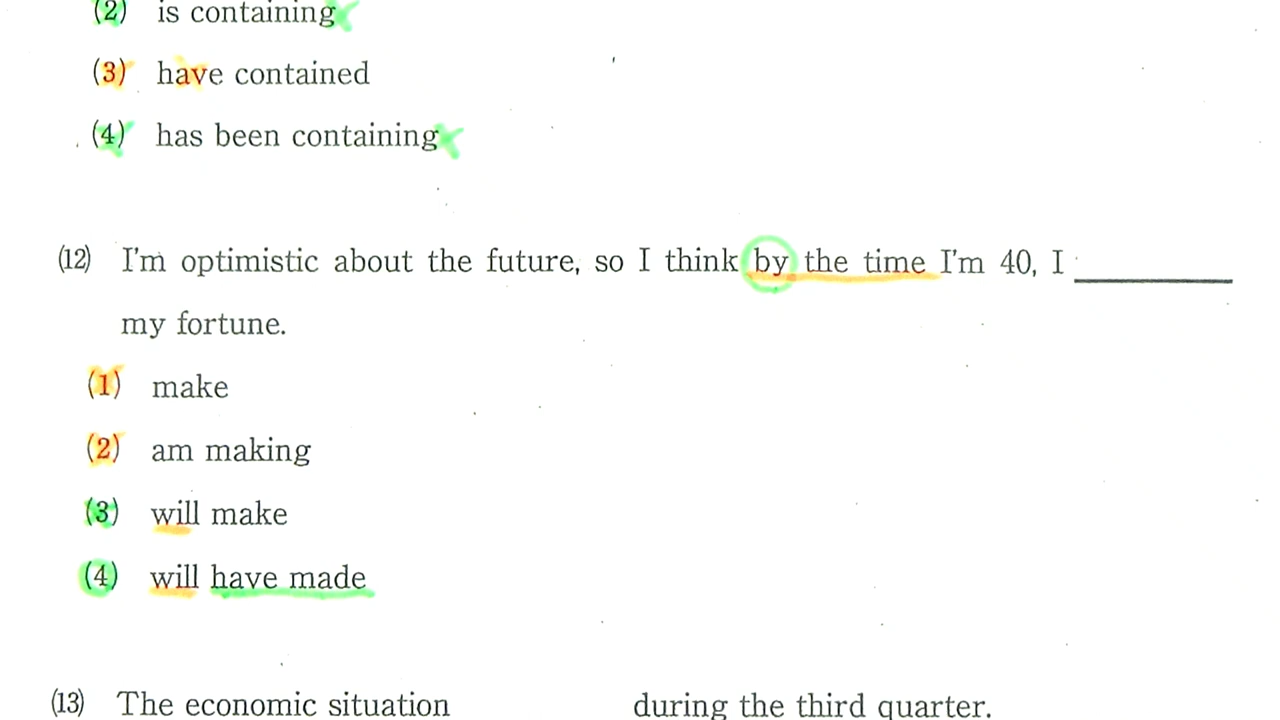 (2) is containing
(3) have contained
(4) has been containing
(12) I'm optimistic about the future, so I think by the time I'm 40, I __________
my fortune.
(1) make
(2) am making
(3) will make
(4) will have made
(13) The economic situation during the third quarter.